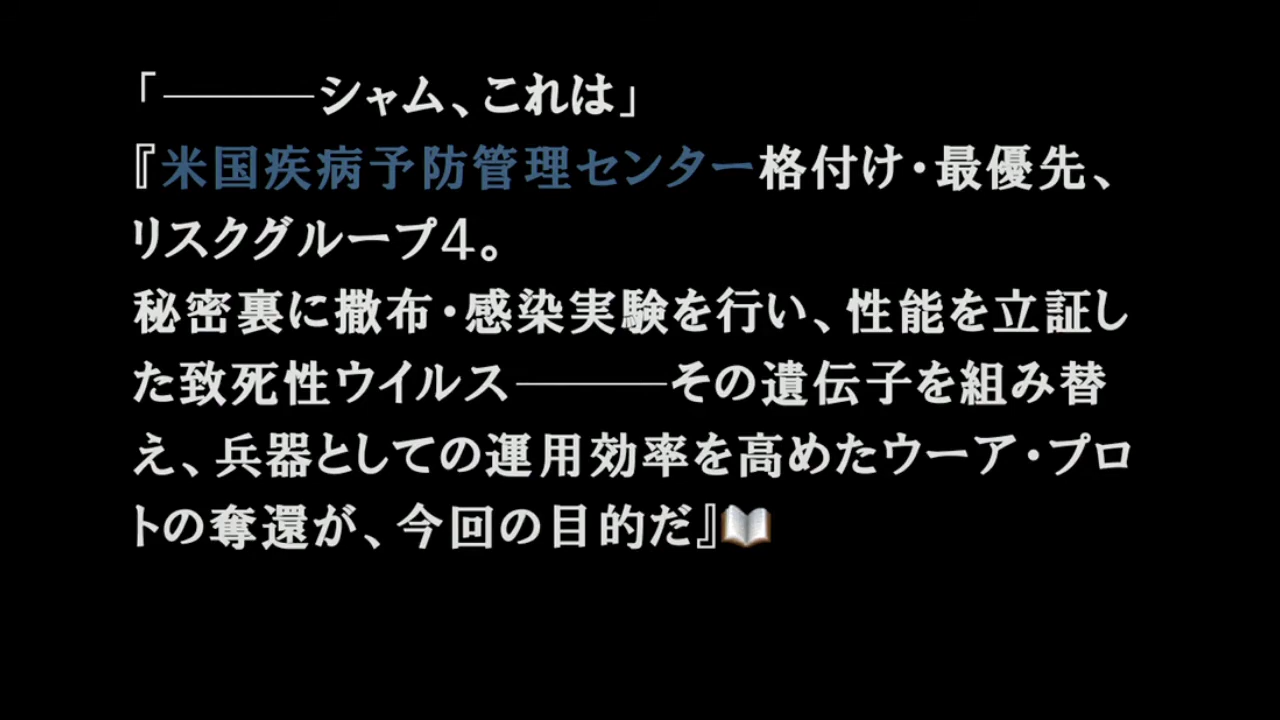 「―――シャム、これは」
『米国疾病予防管理センター格付け・最優先、
リスクグループ４。
秘密裏に撒布・感染実験を行い、性能を立証し
た致死性ウイルス―――その遺伝子を組み替
え、兵器としての運用効率を高めたウーア・プロ
トの奪還が、今回の目的だ』